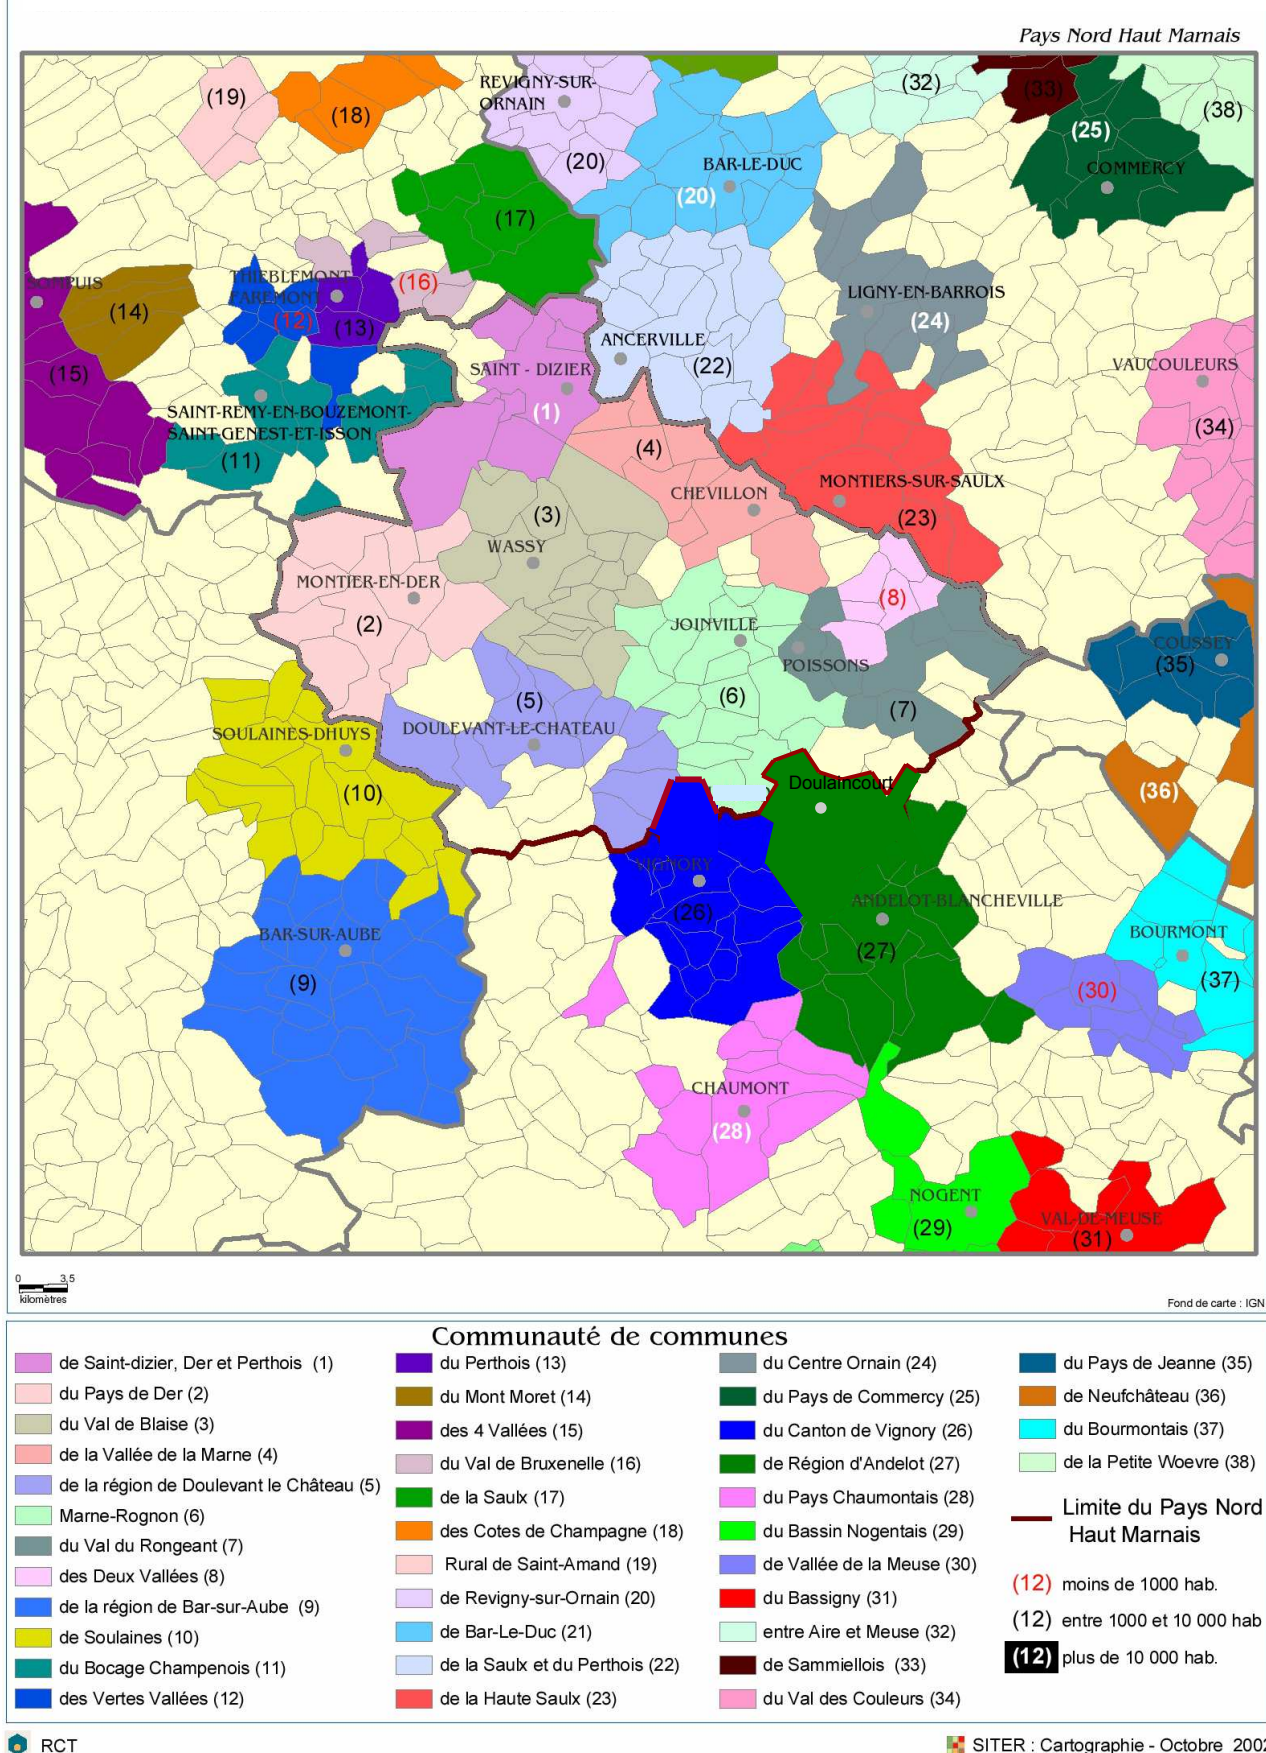 Pays Nord Haut Marnais
REVIGNY-SUR-
ORNAIN
(19)
(18)
(32)
(33)
(38)
(25)
COMMERCY
(20)
BAR-LE-DUC
(20)
(17)
SOMPUIS
THIEBLEMONT-
FAREMONT
(16)
(14)
(12)
(13)
LIGNY-EN-BARROIS
(24)
ANCERVILLE
(22)
SAINT - DIZIER
(1)
VAUCOULEURS
(34)
(15)
SAINT-REMY-EN-BOUZEMONT-
SAINT-GENEST-ET-ISSON
(11)
(4)
CHEVILLON
MONTIERS-SUR-SAULX
(23)
(3)
WASSY
MONTIER-EN-DER
(2)
(8)
JOINVILLE
POISSONS
COUSSEY
(35)
(5)
(6)
(7)
DOULEVANT-LE-CHATEAU
SOULAINES-DHUYS
(10)
Doulaincourt
(36)
VIGNORY
(26)
ANDELOT-BLANCHEVILLE
(27)
BAR-SUR-AUBE
(9)
BOURMONT
(37)
(30)
CHAUMONT
(28)
NOGENT
(29)
VAL-DE-MEUSE
(31)
0 3,5
kilomètres
Fond de carte : IGN
Communauté de communes
de Saint-dizier, Der et Perthois (1)
du Pays de Der (2)
du Val de Blaise (3)
de la Vallée de la Marne (4)
de la région de Doulevant le Château (5)
Marne-Rognon (6)
du Val du Rongeant (7)
des Deux Vallées (8)
de la région de Bar-sur-Aube (9)
de Soulaines (10)
du Bocage Champenois (11)
des Vertes Vallées (12)
du Perthois (13)
du Mont Moret (14)
des 4 Vallées (15)
du Val de Bruxenelle (16)
de la Saulx (17)
des Cotes de Champagne (18)
Rural de Saint-Amand (19)
de Revigny-sur-Ornain (20)
de Bar-Le-Duc (21)
de la Saulx et du Perthois (22)
de la Haute Saulx (23)
du Centre Ornain (24)
du Pays de Commercy (25)
du Canton de Vignory (26)
de Région d'Andelot (27)
du Pays Chaumontais (28)
du Bassin Nogentais (29)
de Vallée de la Meuse (30)
du Bassigny (31)
entre Aire et Meuse (32)
de Sammiellois (33)
du Val des Couleurs (34)
du Pays de Jeanne (35)
de Neufchâteau (36)
du Bourmontais (37)
de la Petite Woevre (38)
Limite du Pays Nord
Haut Marnais
(12) moins de 1000 hab.
(12) entre 1000 et 10 000 hab
(12) plus de 10 000 hab.
RCT
SITER : Cartographie - Octobre 2002